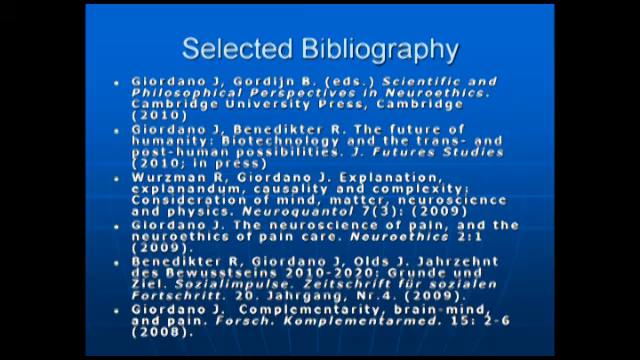 Selected Bibliography
Giordano J, Gordijn B. (eds.) Scientific and
Philosophical Perspectives in Neuroethics.
Cambridge University Press, Cambridge
(2010)
Giordano J, Benedikter R. The future of
humanity: Biotechnology and the trans- and
post-human possibilities. J. Futures Studies
(2010; in press)
Wurzman R, Giordano J. Explanation,
explanandum, causality and complexity:
Consideration of mind, matter, neuroscience
and physics. Neuroquantol 7(3): (2009)
Giordano J. The neuroscience of pain, and the
neuroethics of pain care. Neuroethics 2:1
(2009).
Benedikter R, Giordano J, Olds J. Jahrzehnt
des Bewusstseins 2010-2020: Grunde und
Ziel. Sozialimpulse. Zeitschrift für sozialen
Fortschritt. 20. Jahrgang, Nr.4. (2009).
Giordano J. Complementarity, brain-mind,
and pain. Forsch. Komplementarmed. 15: 2-6
(2008).